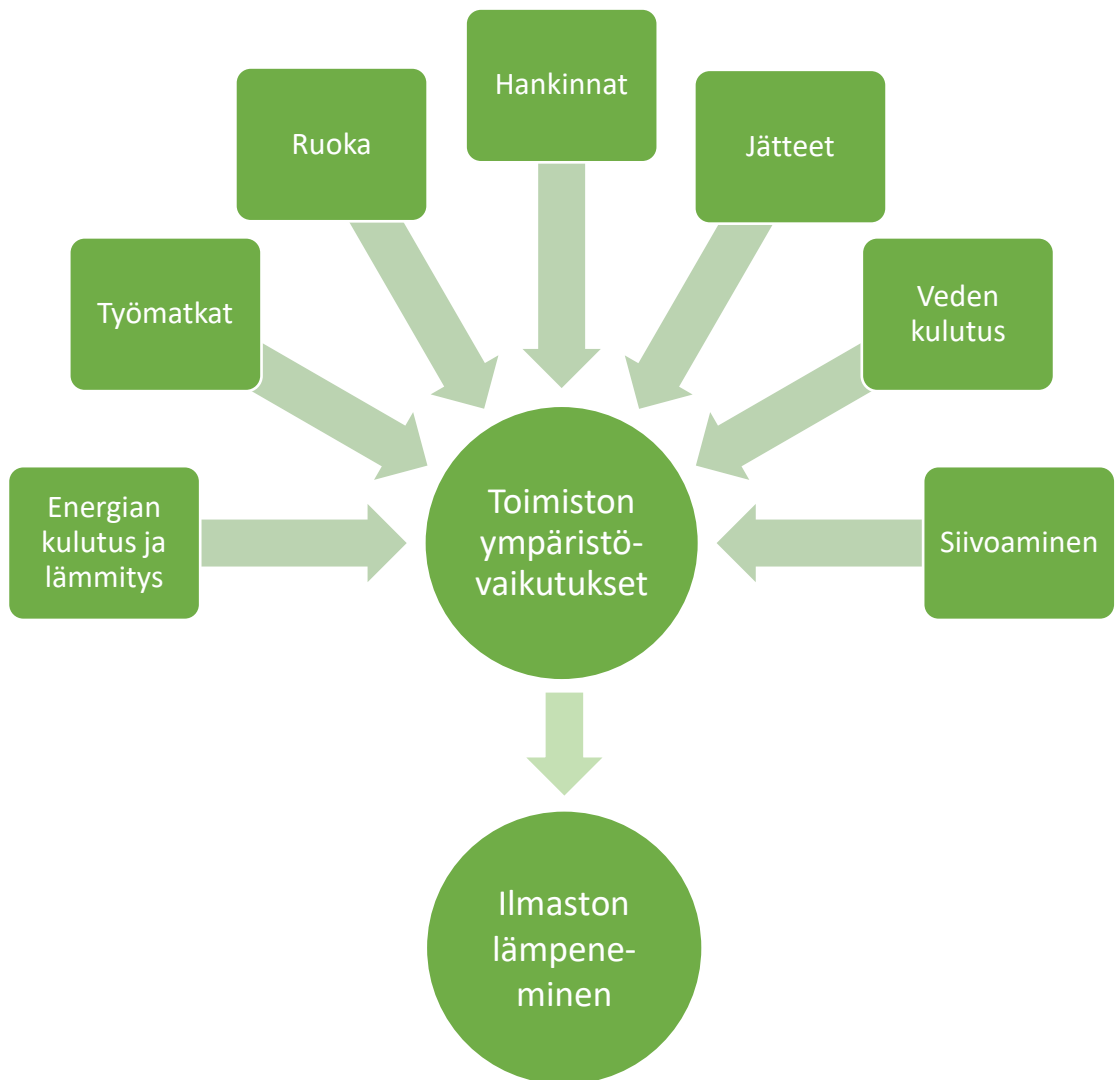 Hankinnat
Ruoka
Jätteet
Työmatkat
Veden
kulutus
Energian
kulutus ja
lämmitys
Toimiston
ympäristö-
vaikutukset
Siivoaminen
Ilmaston
lämpene-
minen